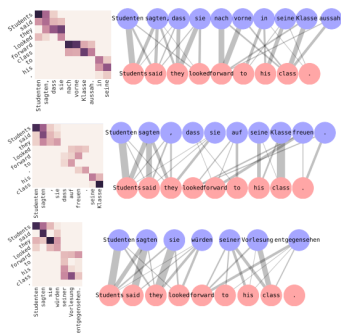 Students
said
they
looked
forward
class
to
his
.
Studenten
sagten,
dass
sie
nach
vorne
Klasse
aussah.
in
seine
Studenten sagten, dass sie nach vorne in seine Klasse aussah.
Students said they looked forward to his class .
Students
said
they
looked
forward
to
.
his
class
Studenten
sagten
,
sie
dass
auf
freuen
.
seine
Klasse
Studenten sagten , dass sie auf seine Klasse freuen .
Students said they looked forward to his class .
Students
said
they
looked
forward
to
his
class
.
Studenten
sagten
sie
würden
seiner
Vorlesung
entgegensehen
Studenten sagten sie würden seiner Vorlesung entgegensehen
Students said they looked forward to his class .